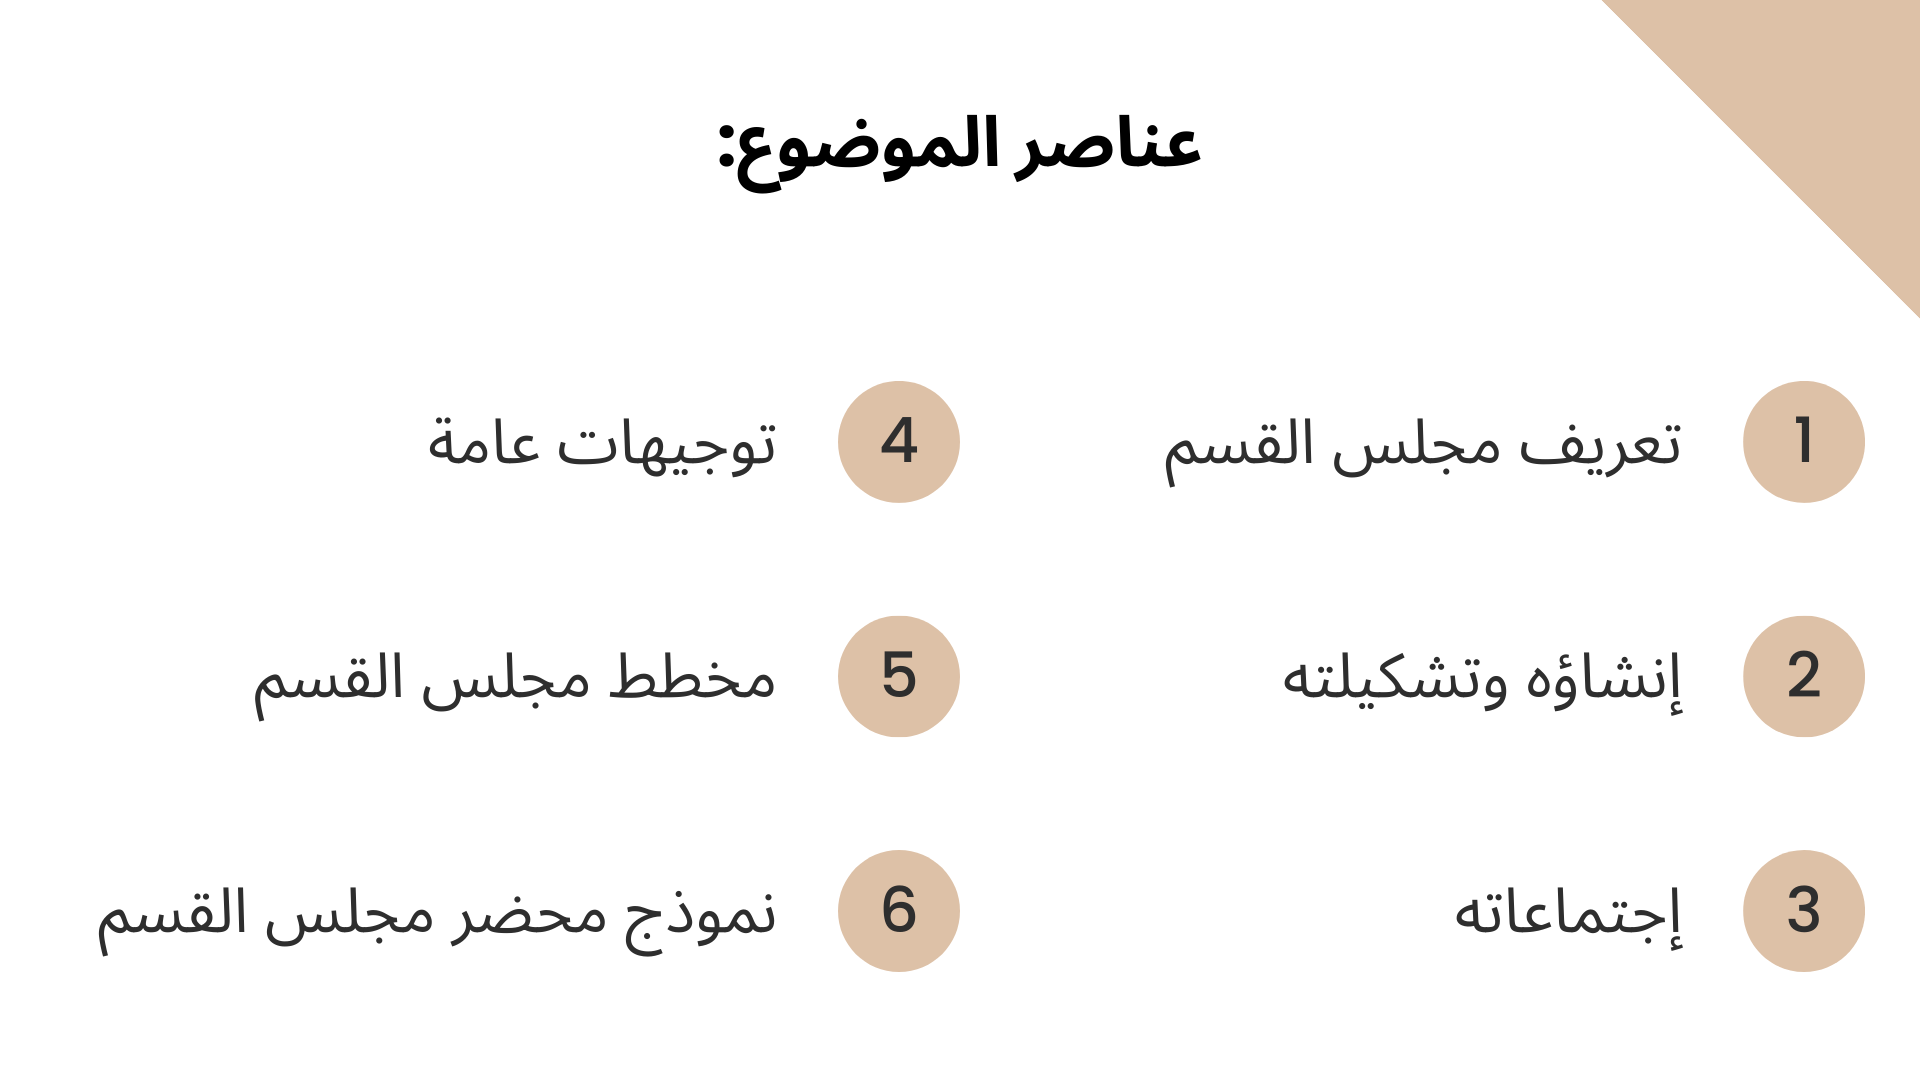 عناصر الموضوع:
1 تعريف مجلس القسم
2 إنشاؤه وتشكيلته
3 إجتماعاته
4 توجيهات عامة
5 مخطط مجلس القسم
6 نموذج محضر مجلس القسم